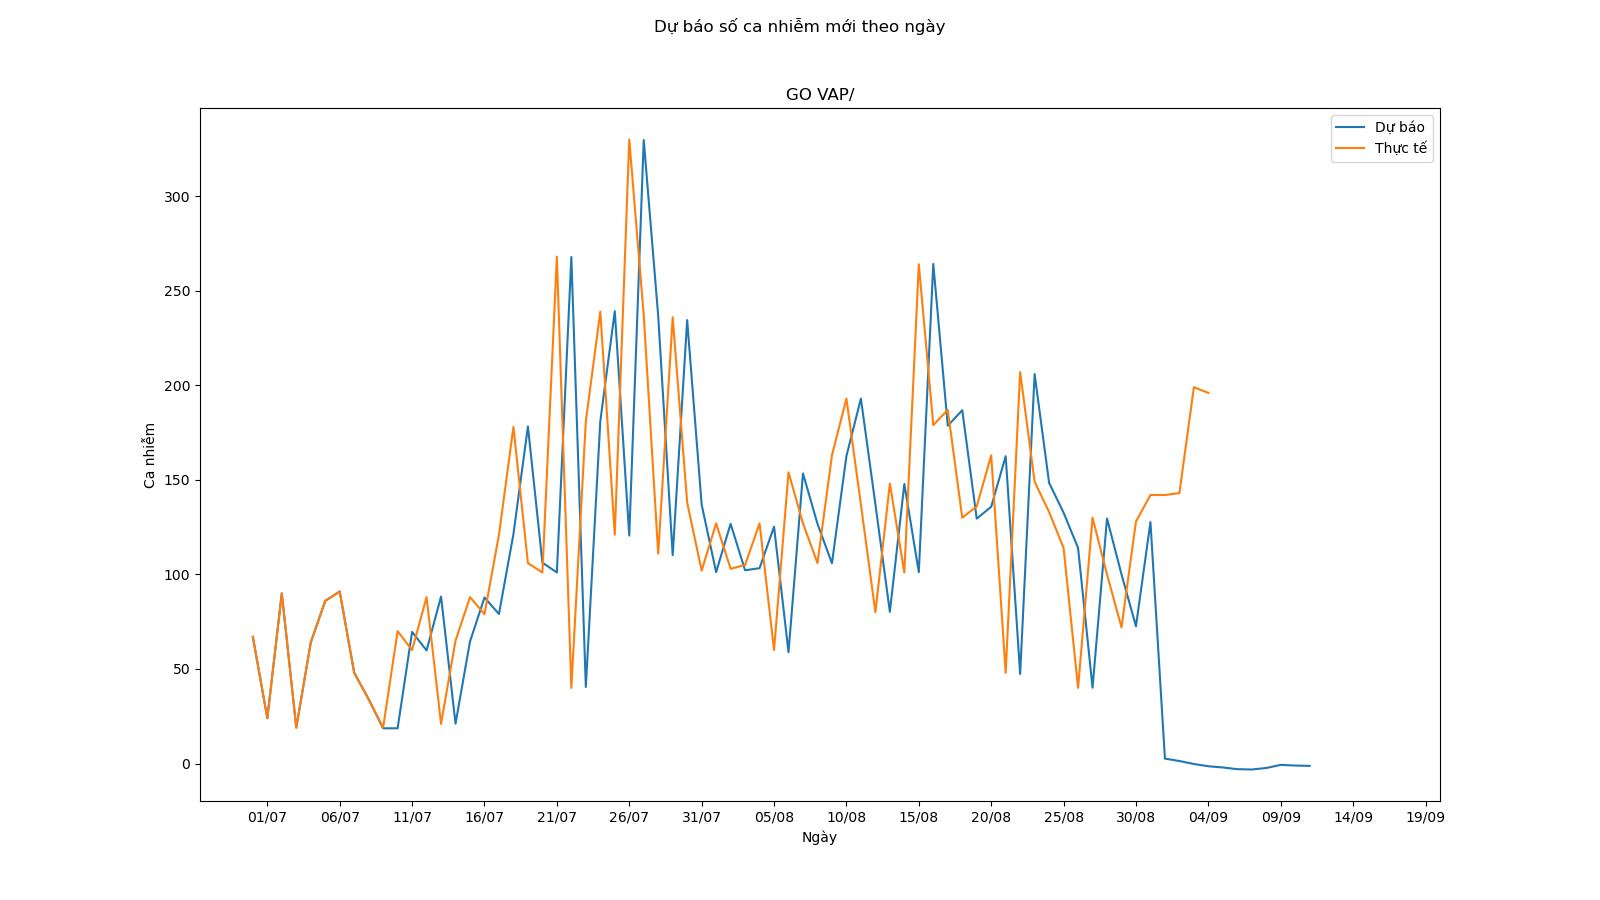 Dự báo số ca nhiễm mới theo ngày
GO VAP/
Dự báo
Thực tế
300
250
200
150
100
50
0
Ca nhiễm
01/07 06/07 11/07 16/07 21/07 26/07 31/07 05/08 10/08 15/08 20/08 25/08 30/08 04/09 09/09 14/09 19/09
Ngày